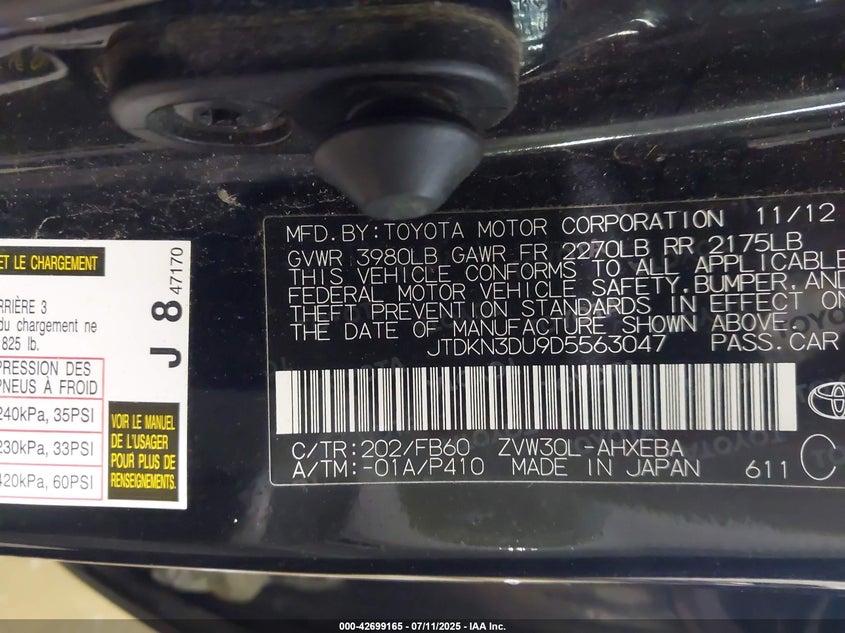 ET LE CHARGEMENT
RRIÈRE 3
du chargement ne
825 lb.
PRESSION DES
PNEUS À FROID
240kPa, 35PSI
230kPa, 33PSI
420kPa, 60PSI
J 8 47170
VOIR LE MANUEL
DE L'USAGER
POUR PLUS DE
RENSEIGNEMENTS.
MFD. BY: TOYOTA MOTOR CORPORATION 11/12
GVWR 3980LB GAWR FR 2270LB RR 2175LB
THIS VEHICLE CONFORMS TO ALL APPLICABLE
FEDERAL MOTOR VEHICLE SAFETY, BUMPER, AND
THEFT PREVENTION STANDARDS IN EFFECT ON
THE DATE OF MANUFACTURE SHOWN ABOVE.
JTDKN3DU9D5563047 PASS. CAR
C/TR: 202/FB60 ZVW30L-AHXEBA
A/TM: -01A/P410 MADE IN JAPAN 611
000-42699165 - 07/11/2025 - IAA Inc.